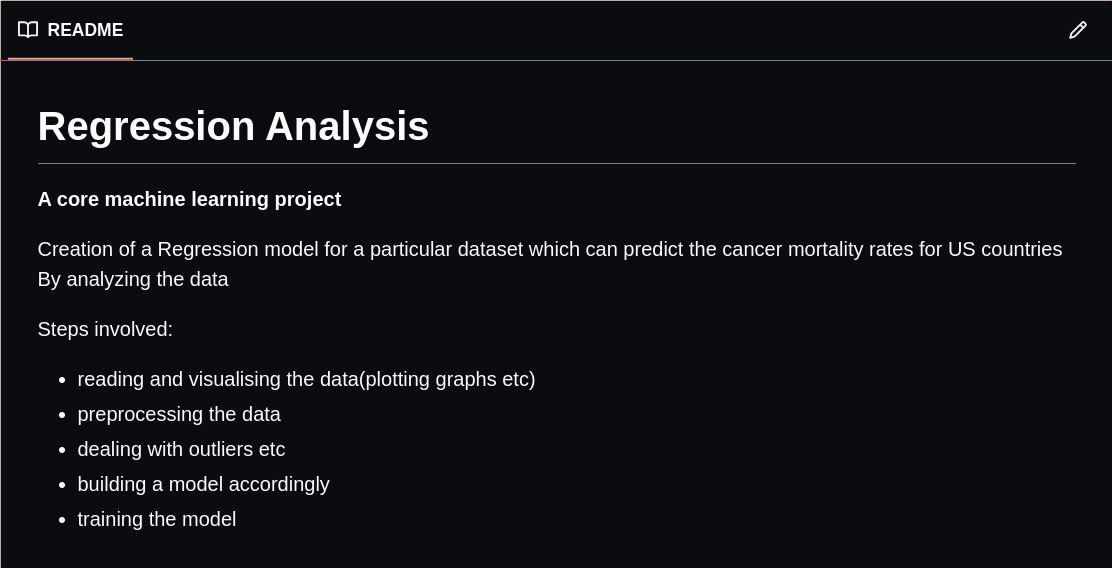 README
Regression Analysis
A core machine learning project
Creation of a Regression model for a particular dataset which can predict the cancer mortality rates for US countries
By analyzing the data
Steps involved:
reading and visualising the data(plotting graphs etc)
preprocessing the data
dealing with outliers etc
building a model accordingly
training the model